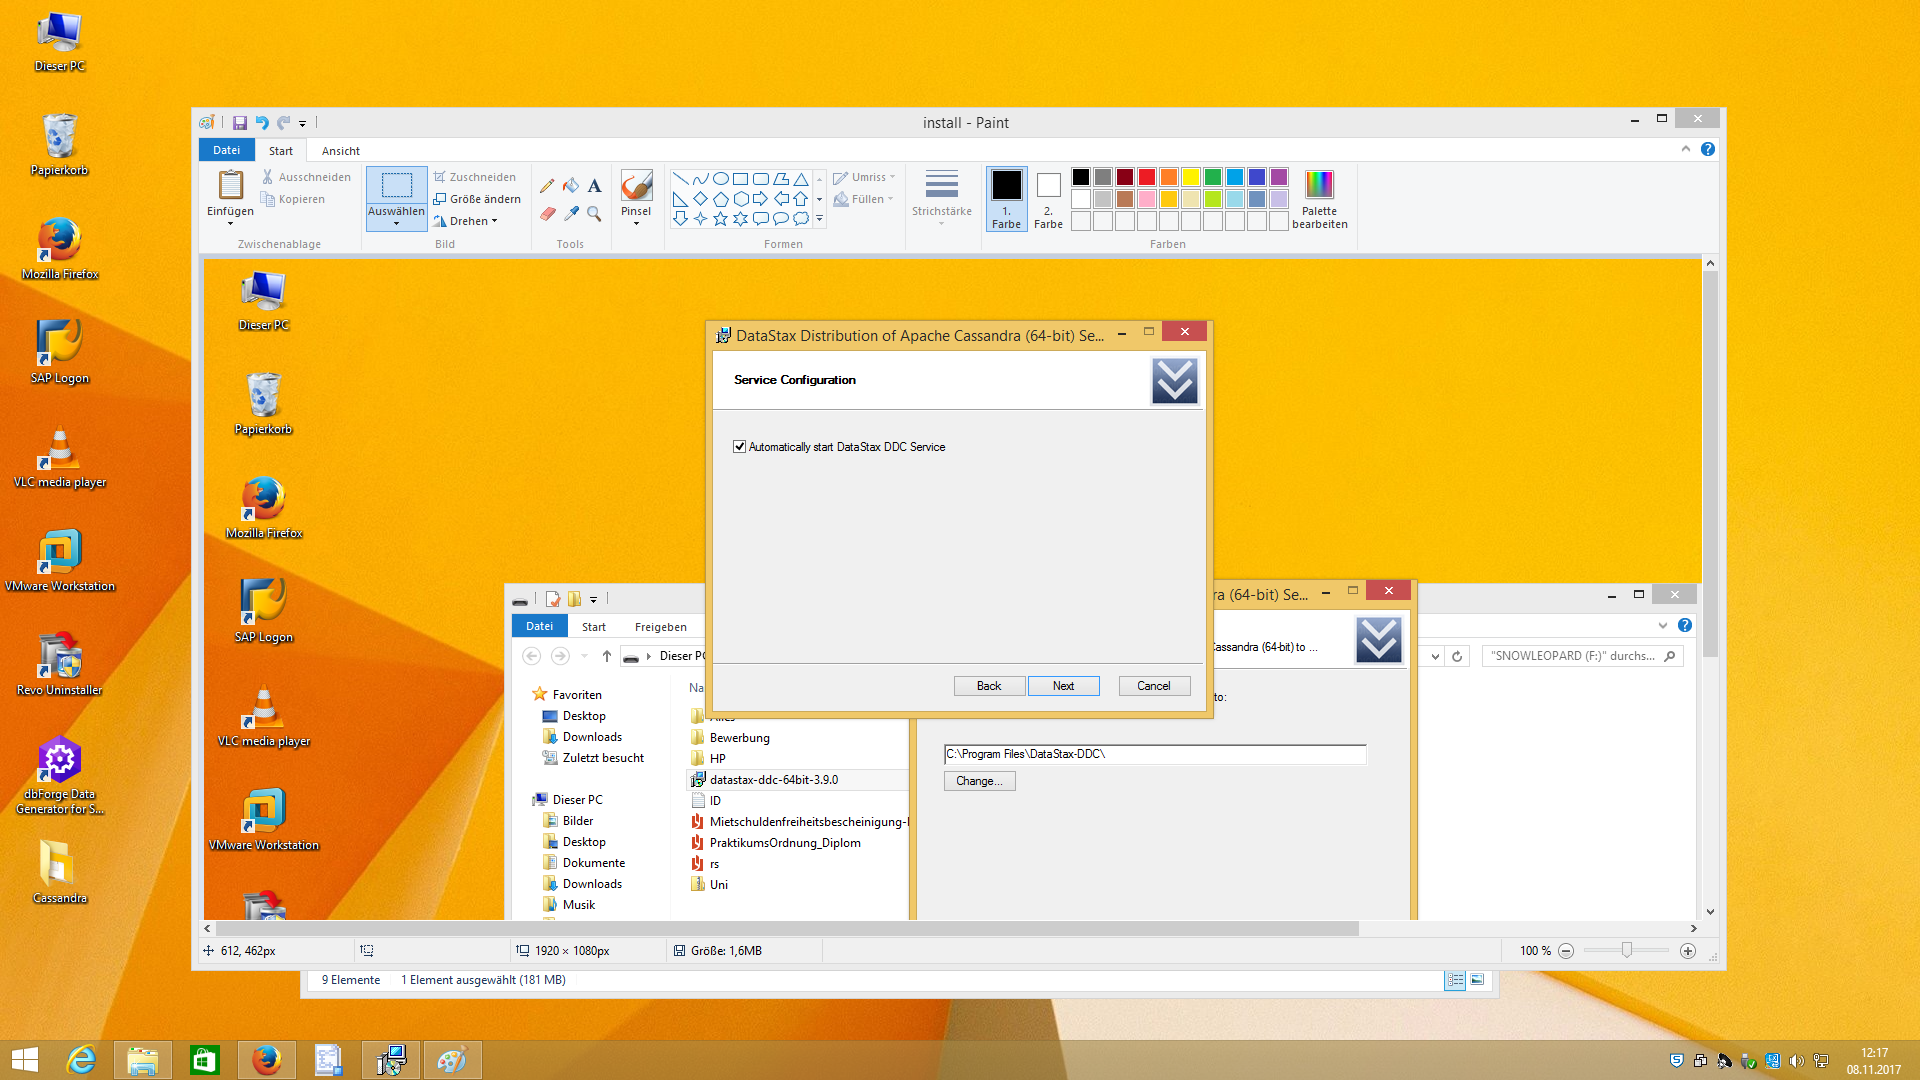 Dieser PC
Papierkorb
Mozilla Firefox
SAP Logon
VLC media player
VMware Workstation
Revo Uninstaller
dbForge Data
Generator for S...
Cassandra
install - Paint
Datei
Start
Ansicht
Einfügen
Ausschneiden
Kopieren
Zwischenablage
Auswählen
Zuschneiden
Größe ändern
Drehen
Bild
A
Tools
Pinsel
Formen
Umriss
Füllen
Strichstärke
1.
Farbe
2.
Farbe
Palette
bearbeiten
Farben
Dieser PC
Papierkorb
Mozilla Firefox
SAP Logon
VLC media player
VMware Workstation
DataStax Distribution of Apache Cassandra (64-bit) Se...
Service Configuration
Automatically start DataStax DDC Service
Back
Next
Cancel
ra (64-bit) Se...
Cassandra (64-bit) to ...
to:
C:\Program Files\DataStax-DDC\
Change...
Datei
Start
Freigeben
Dieser PC
"SNOWLEOPARD (F:)" durchs...
Na
Favoriten
Desktop
Downloads
Zuletzt besucht
Dieser PC
Bilder
Desktop
Dokumente
Downloads
Musik
Bewerbung
HP
datastax-ddc-64bit-3.9.0
ID
Mietschuldenfreiheitsbescheinigung-
PraktikumsOrdnung_Diplom
rs
Uni
612, 462px
1920 × 1080px
Größe: 1,6MB
100 %
9 Elemente
1 Element ausgewählt (181 MB)
12:17
08.11.2017